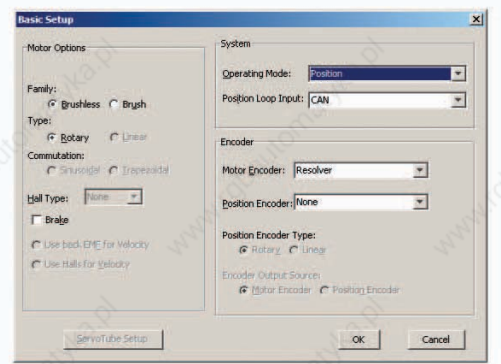 Basic Setup
Motor Options
Family:
Brushless Brush
Type:
Rotary Linear
Commutation:
Sinusoidal Trapezoidal
Hall Type: None
Brake
Use back EMF for Velocity
Use Halls for Velocity
ServoTube Setup
System
Operating Mode: Position
Position Loop Input: CAN
Encoder
Motor Encoder: Resolver
Position Encoder: None
Position Encoder Type:
Rotary Linear
Encoder Output Source:
Motor Encoder Position Encoder
OK Cancel